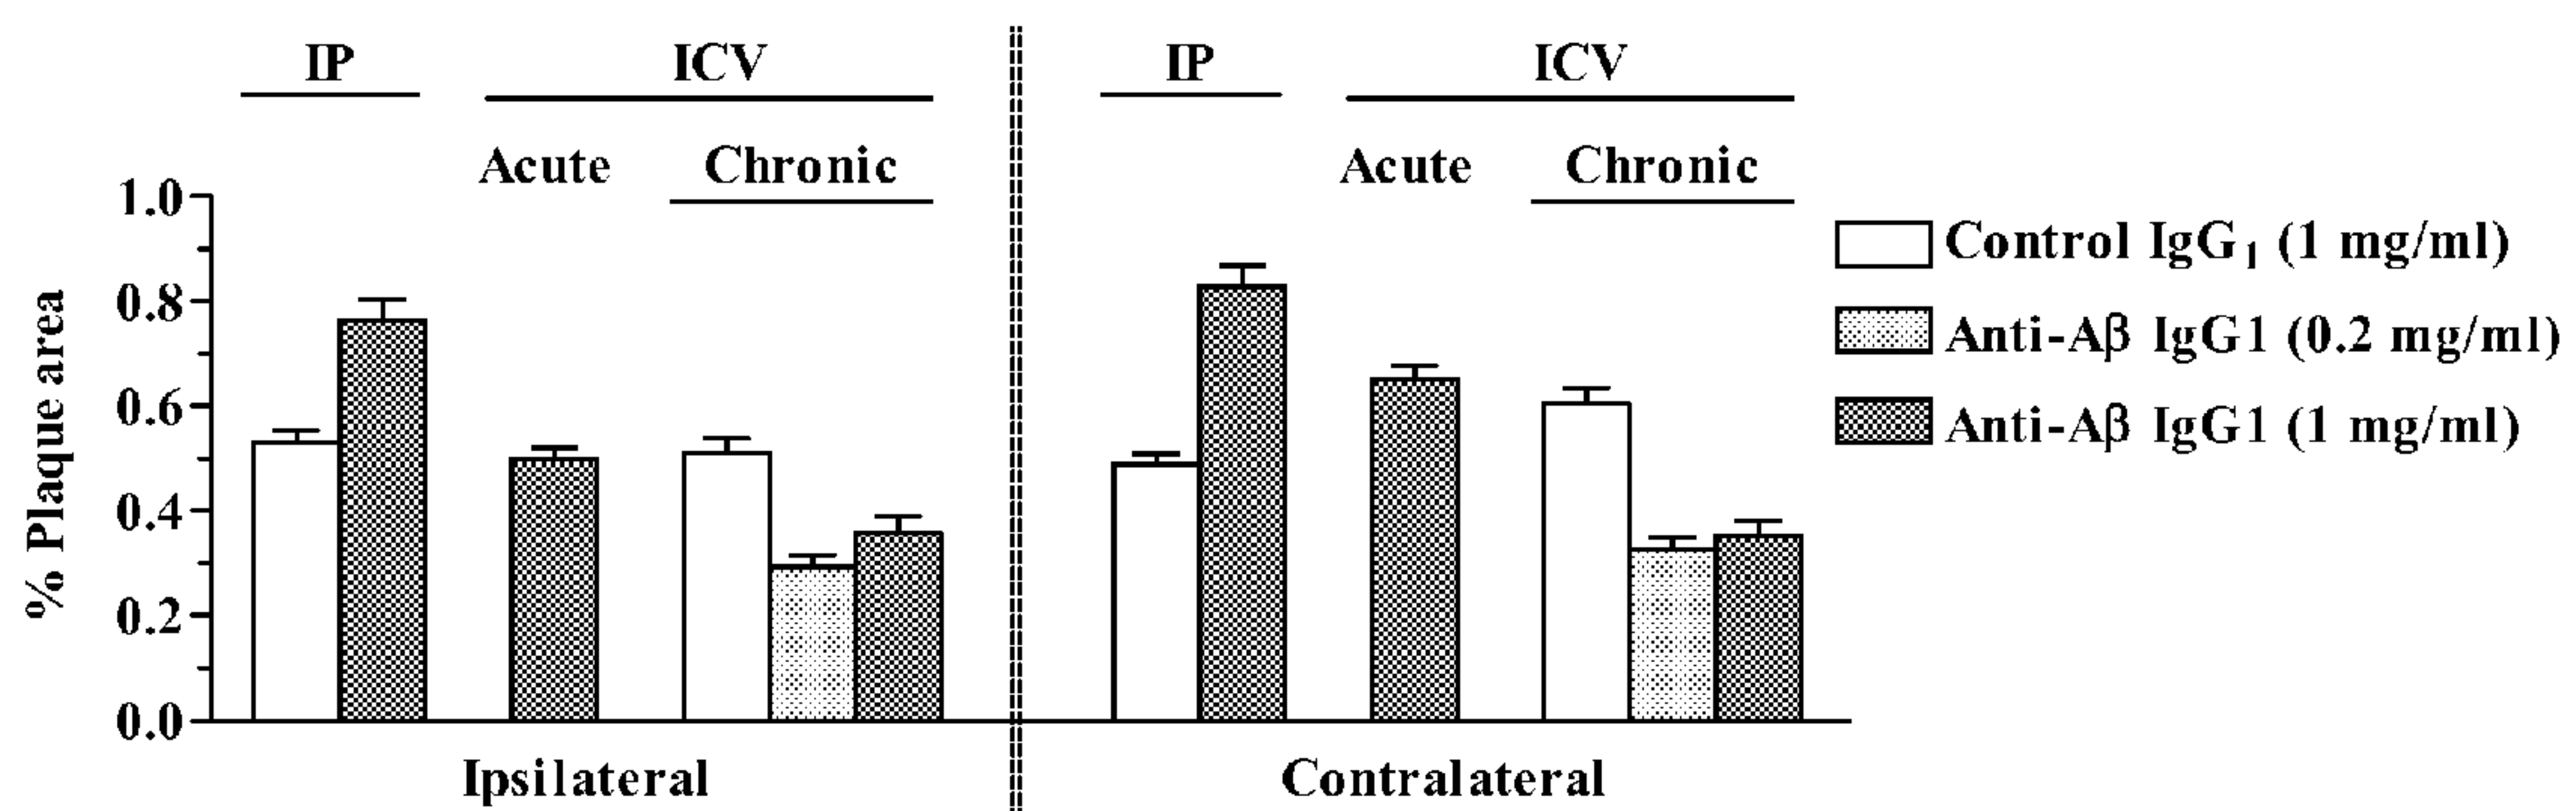 IP ICV IP ICV
Acute Chronic Acute Chronic
1.0
0.8
0.6
0.4
0.2
0.0
% Plaque area
Ipsilateral Contralateral
Control IgG₁ (1 mg/ml)
Anti-Aβ IgG1 (0.2 mg/ml)
Anti-Aβ IgG1 (1 mg/ml)